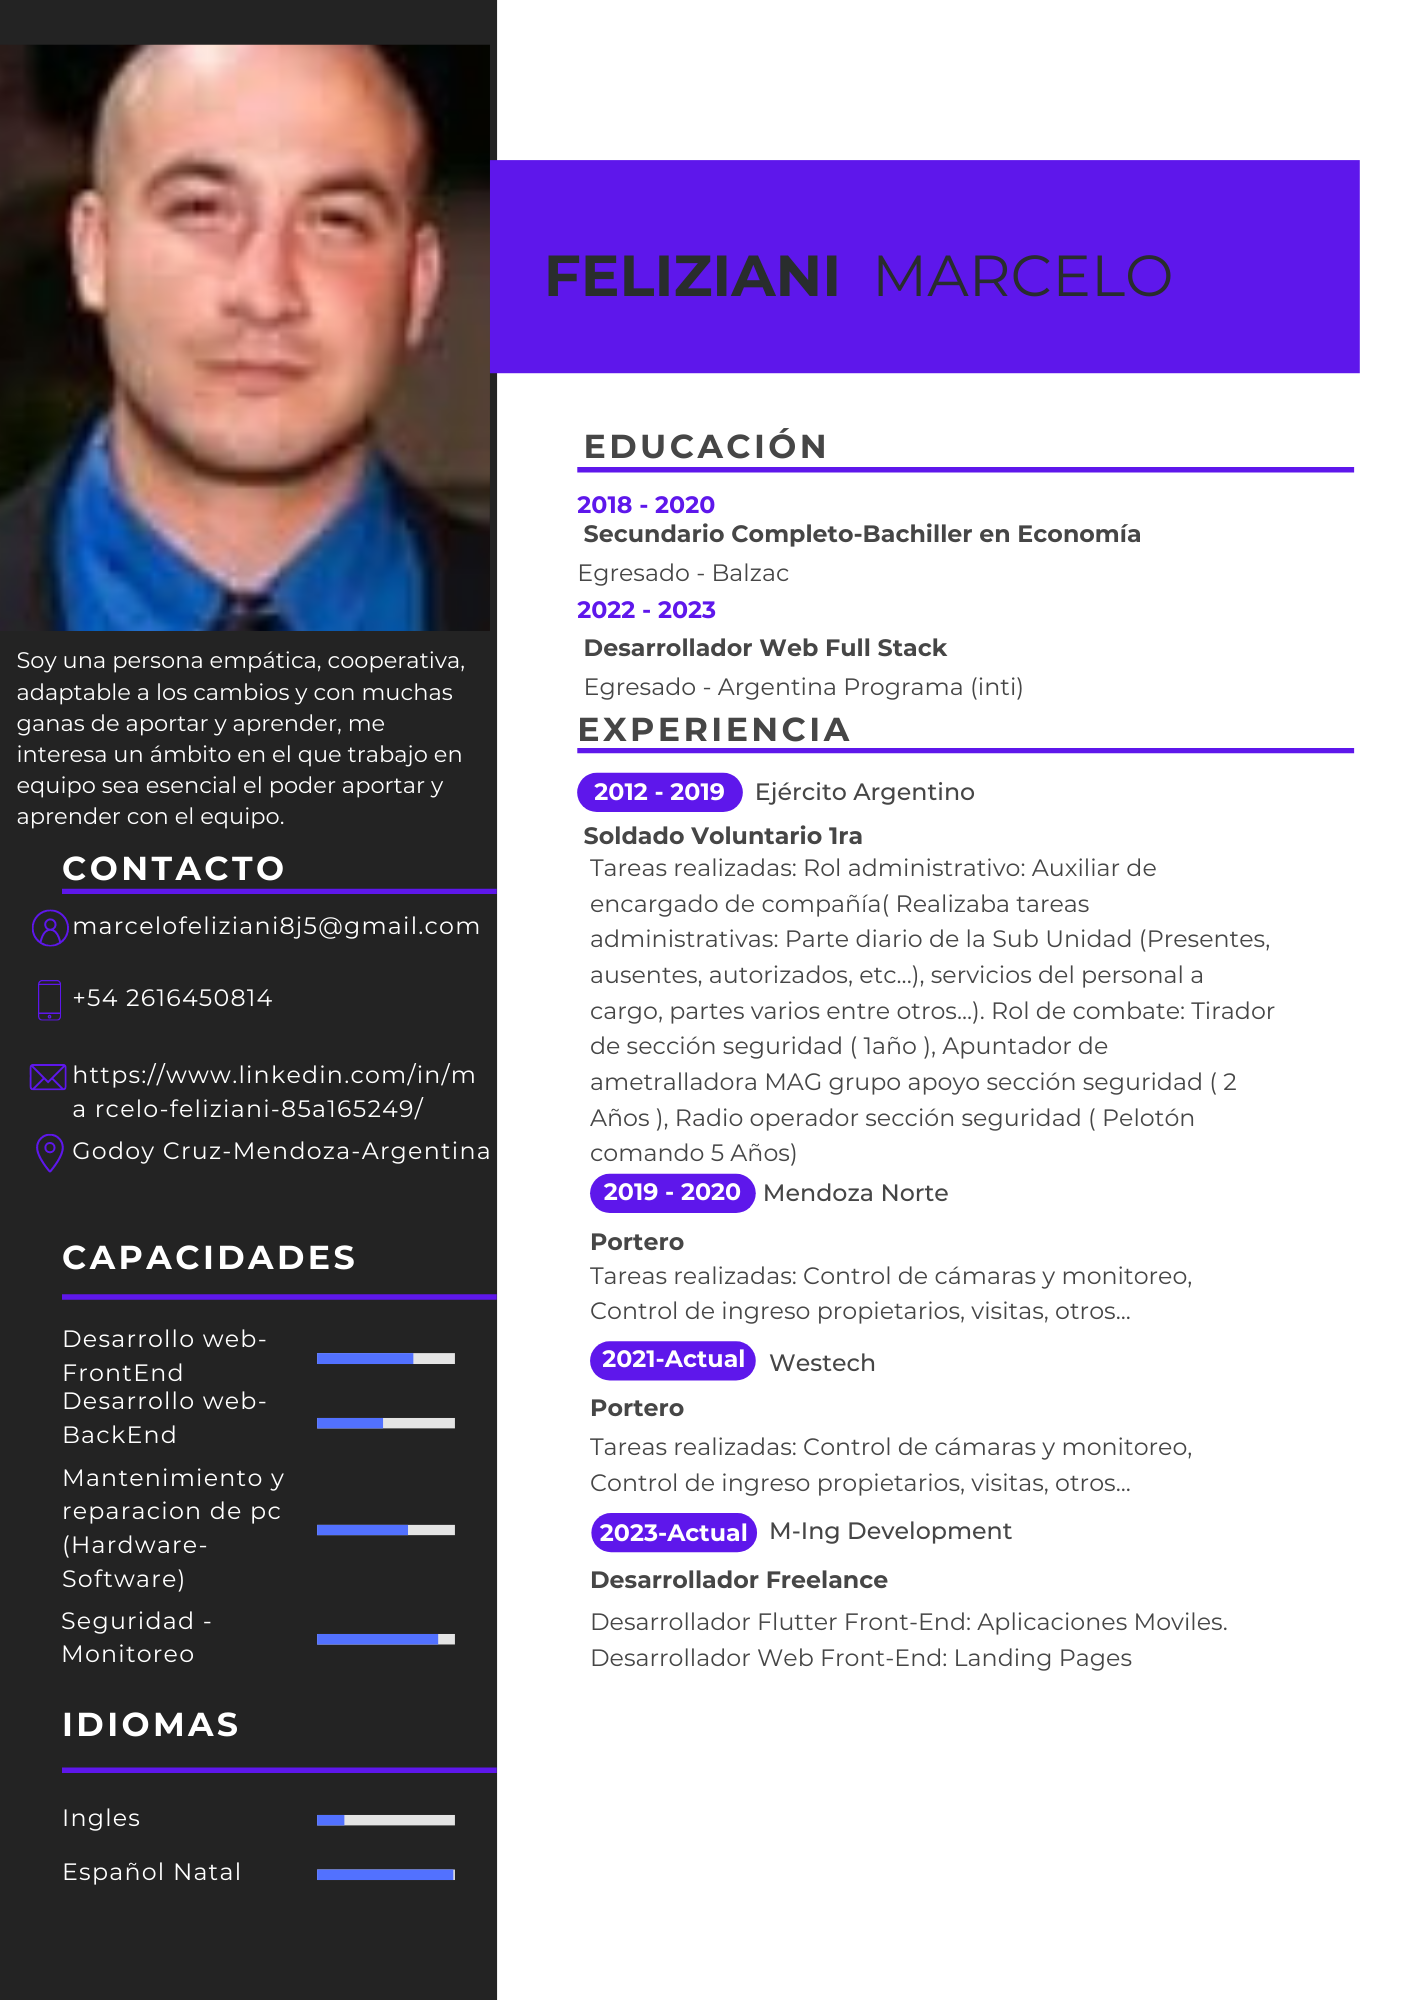 FELIZIANI MARCELO
Soy una persona empática, cooperativa,
adaptable a los cambios y con muchas
ganas de aportar y aprender, me
interesa un ámbito en el que trabajo en
equipo sea esencial el poder aportar y
aprender con el equipo.
CONTACTO
marcelofeliziani8j5@gmail.com
+54 2616450814
https://www.linkedin.com/in/m
a rcelo-feliziani-85a165249/
Godoy Cruz-Mendoza-Argentina
CAPACIDADES
Desarrollo web-
FrontEnd
Desarrollo web-
BackEnd
Mantenimiento y
reparacion de pc
(Hardware-
Software)
Seguridad -
Monitoreo
IDIOMAS
Ingles
Español Natal
EDUCACIÓN
2018 - 2020
Secundario Completo-Bachiller en Economía
Egresado - Balzac
2022 - 2023
Desarrollador Web Full Stack
Egresado - Argentina Programa (inti)
EXPERIENCIA
2012 - 2019 Ejército Argentino
Soldado Voluntario 1ra
Tareas realizadas: Rol administrativo: Auxiliar de
encargado de compañía( Realizaba tareas
administrativas: Parte diario de la Sub Unidad (Presentes,
ausentes, autorizados, etc...), servicios del personal a
cargo, partes varios entre otros...). Rol de combate: Tirador
de sección seguridad ( 1año ), Apuntador de
ametralladora MAG grupo apoyo sección seguridad ( 2
Años ), Radio operador sección seguridad ( Pelotón
comando 5 Años)
2019 - 2020 Mendoza Norte
Portero
Tareas realizadas: Control de cámaras y monitoreo,
Control de ingreso propietarios, visitas, otros...
2021-Actual Westech
Portero
Tareas realizadas: Control de cámaras y monitoreo,
Control de ingreso propietarios, visitas, otros...
2023-Actual M-Ing Development
Desarrollador Freelance
Desarrollador Flutter Front-End: Aplicaciones Moviles.
Desarrollador Web Front-End: Landing Pages